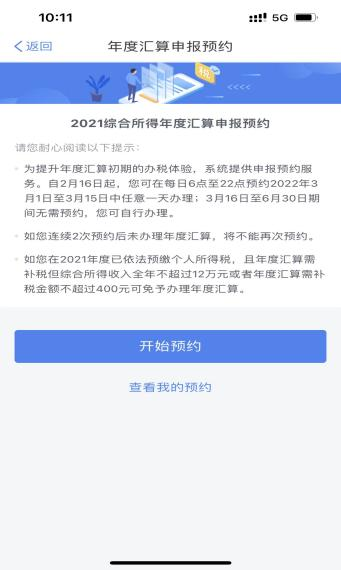 10:11
5G
返回
年度汇算申报预约
税
2021综合所得年度汇算申报预约
请您耐心阅读以下提示：
为提升年度汇算初期的办税体验，系统提供申报预约服
务。自2月16日起，您可在每日6点至22点预约2022年3
月1日至3月15日中任意一天办理；3月16日至6月30日期
间无需预约，您可自行办理。
如您连续2次预约后未办理年度汇算，将不能再次预约。
如您在2021年度已依法预缴个人所得税，且年度汇算需
补税但综合所得收入全年不超过12万元或者年度汇算需补
税金额不超过400元可免予办理年度汇算。
开始预约
查看我的预约